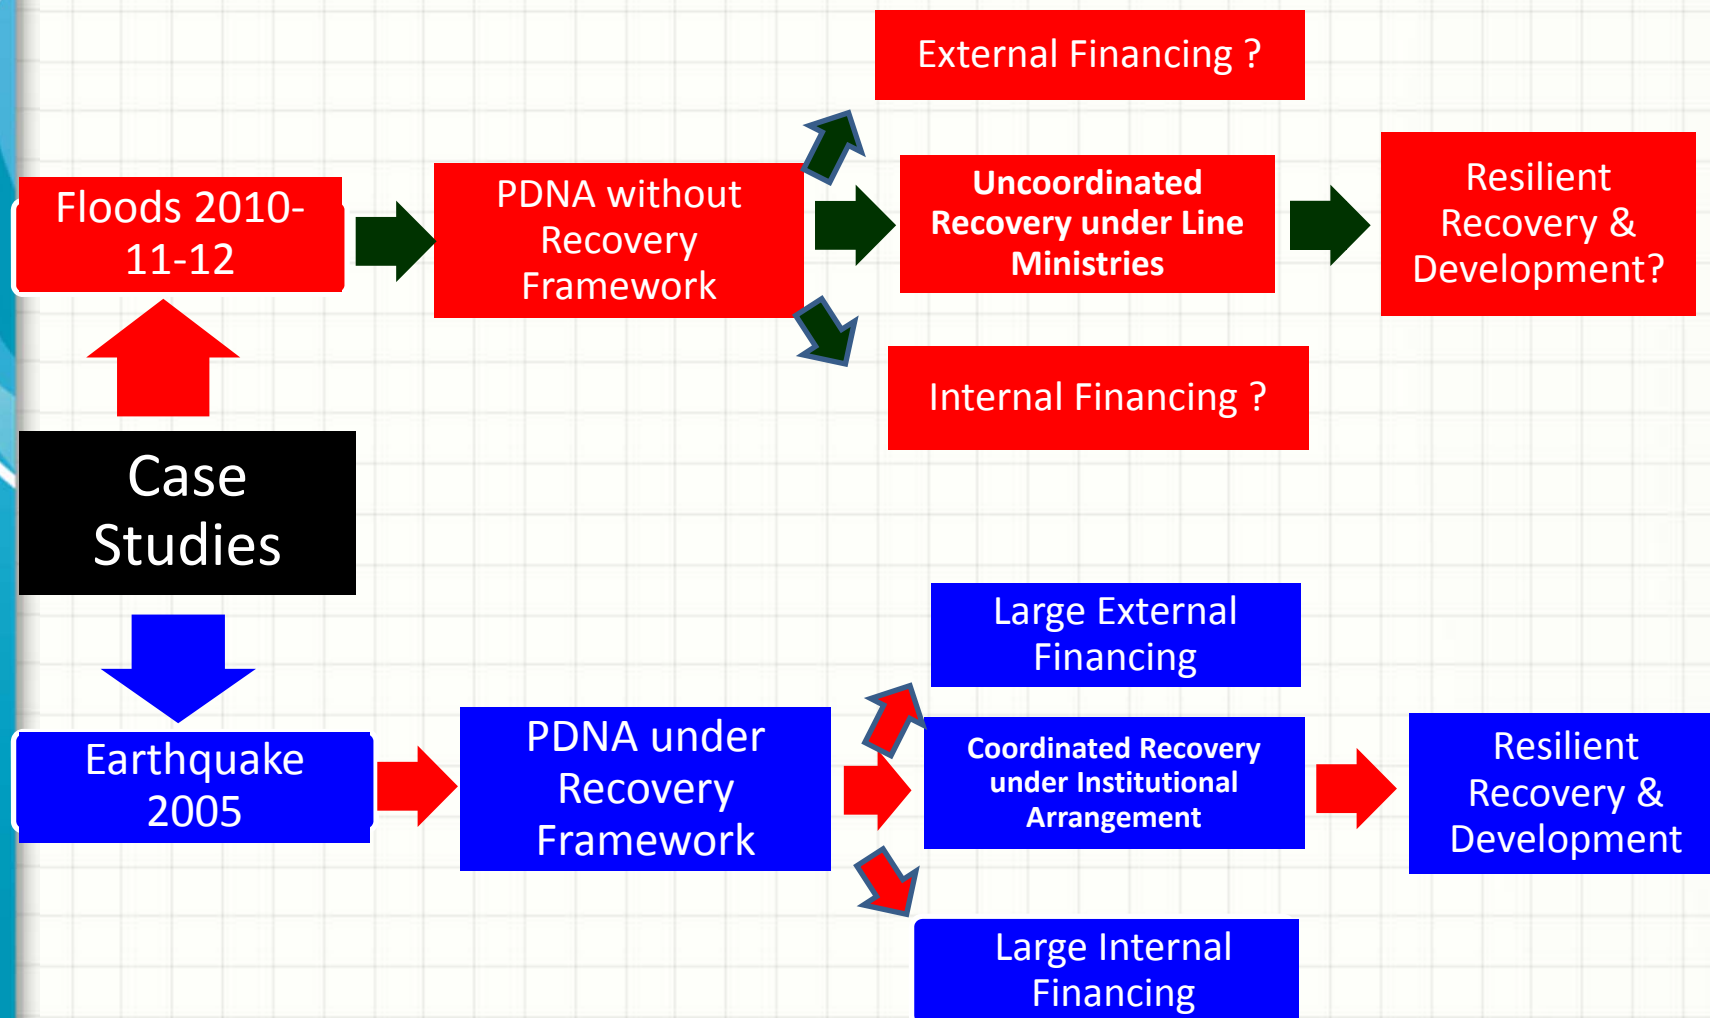 External Financing ?
Floods 2010-
11-12
PDNA without
Recovery
Framework
Uncoordinated
Recovery under Line
Ministries
Resilient
Recovery &
Development?
Internal Financing ?
Case
Studies
Large External
Financing
Earthquake
2005
PDNA under
Recovery
Framework
Coordinated Recovery
under Institutional
Arrangement
Resilient
Recovery &
Development
Large Internal
Financing